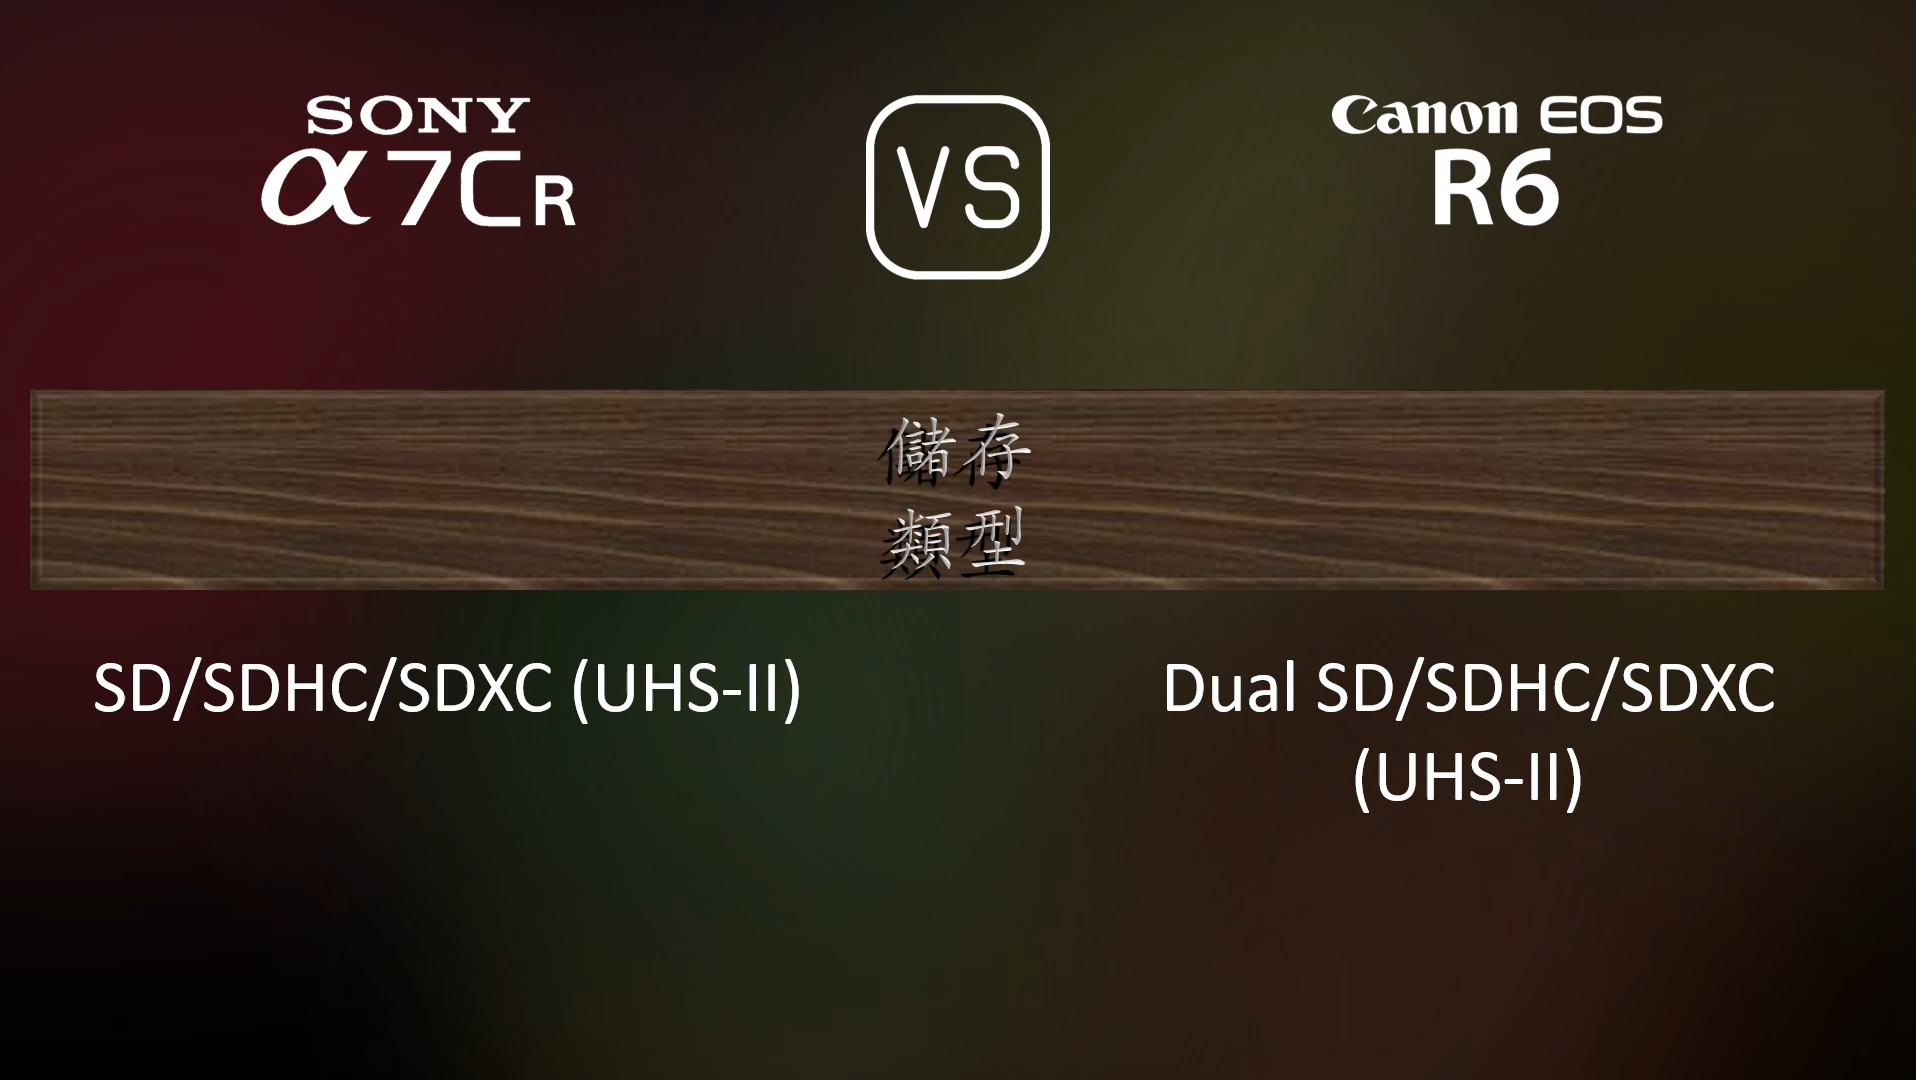 SONY
α7CR
VS
Canon EOS
R6
儲存
類型
SD/SDHC/SDXC (UHS-II)
Dual SD/SDHC/SDXC
(UHS-II)